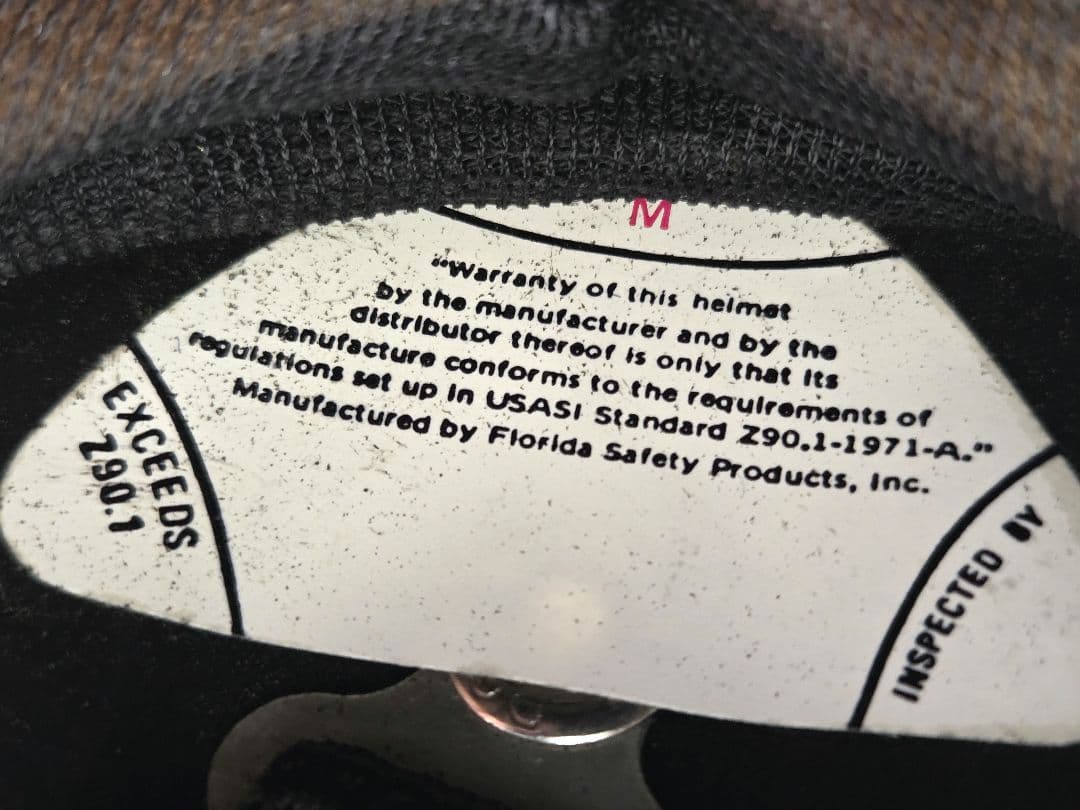 M
"Warranty of this helmet
by the manufacturer and by the
distributor thereof is only that its
manufacture conforms to the requirements of
regulations set up in USASI Standard Z90.1-1971-A."
Manufactured by Florida Safety Products, Inc.
EXCEEDS
Z90.1
INSPECTED BY